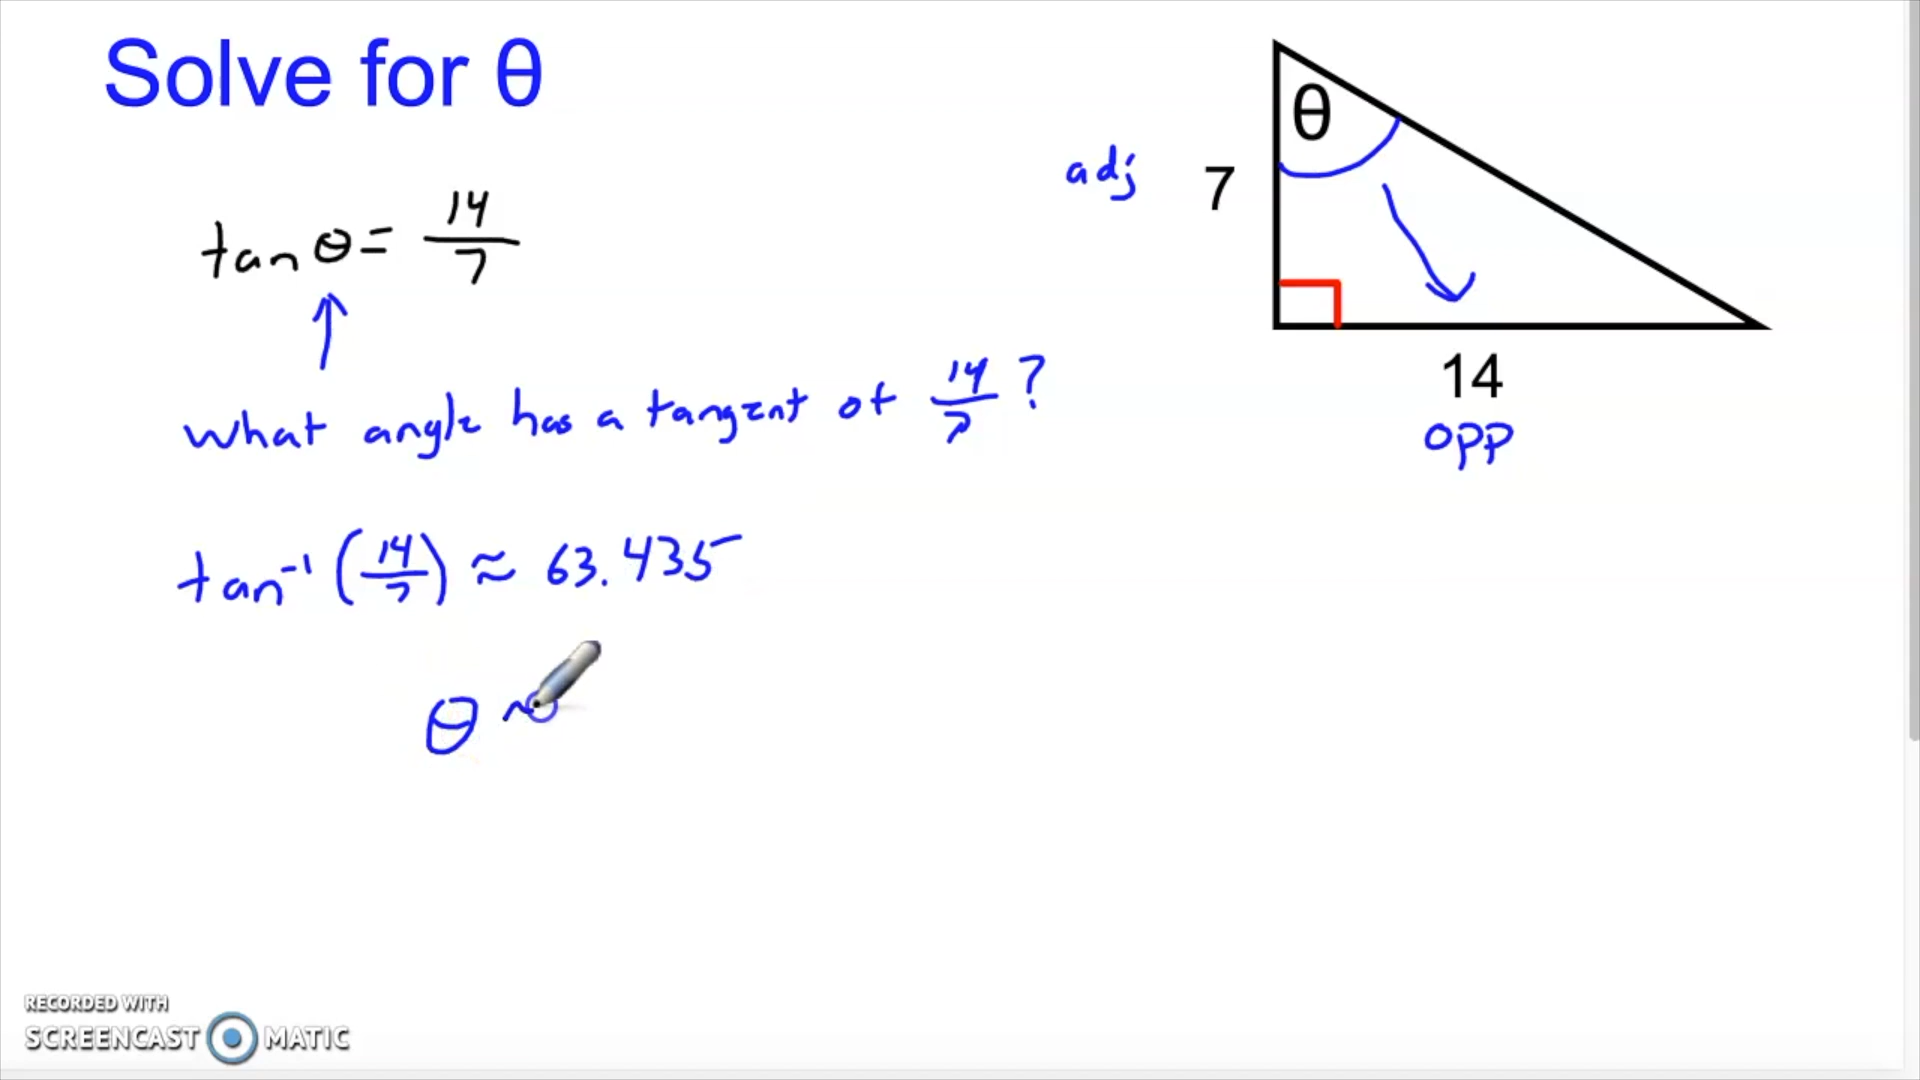 Solve for θ
θ
adj
7
tan θ = 14/7
14
opp
What angle has a tangent of 14/7?
tan⁻¹(14/7) ≈ 63.435
θ ~
RECORDED WITH
SCREENCAST MATIC